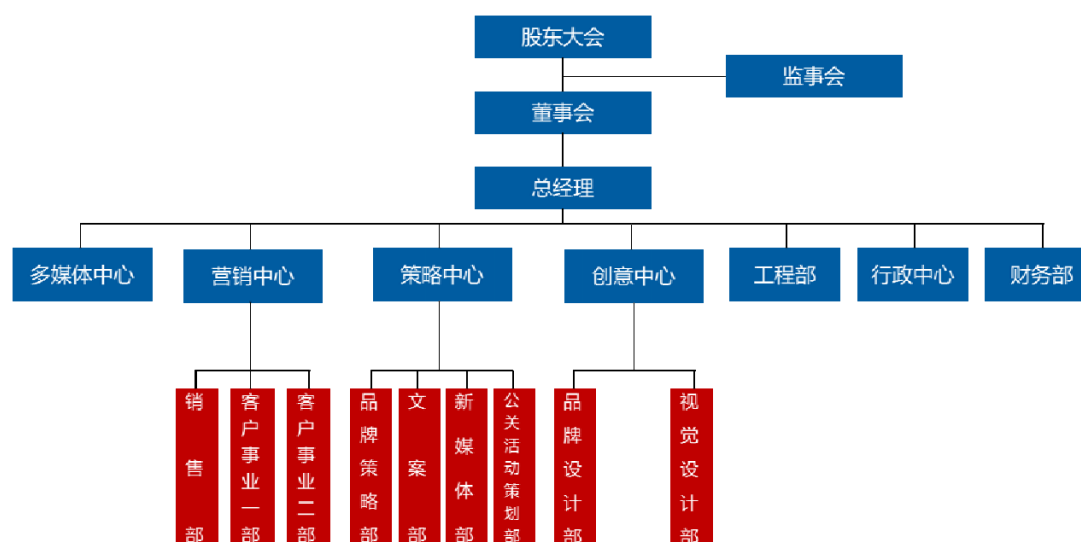 股东大会
监事会
董事会
总经理
多媒体中心
营销中心
策略中心
创意中心
工程部
行政中心
财务部
销售部
客户事业一部
客户事业二部
品牌策略部
文案部
新媒体部
公关活动策划部
品牌设计部
视觉设计部